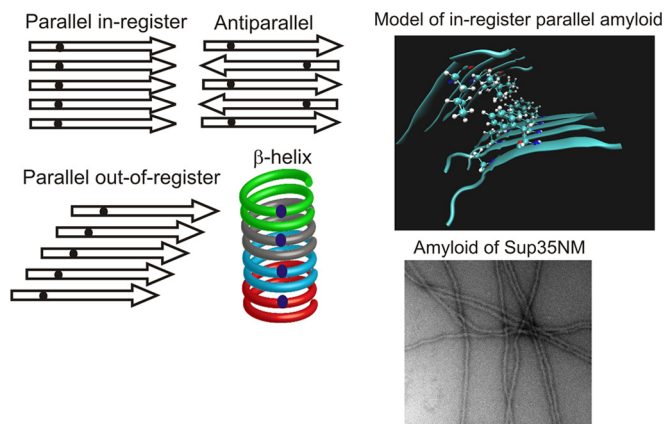 Parallel in-register
Antiparallel
Model of in-register parallel amyloid
Parallel out-of-register
β-helix
Amyloid of Sup35NM